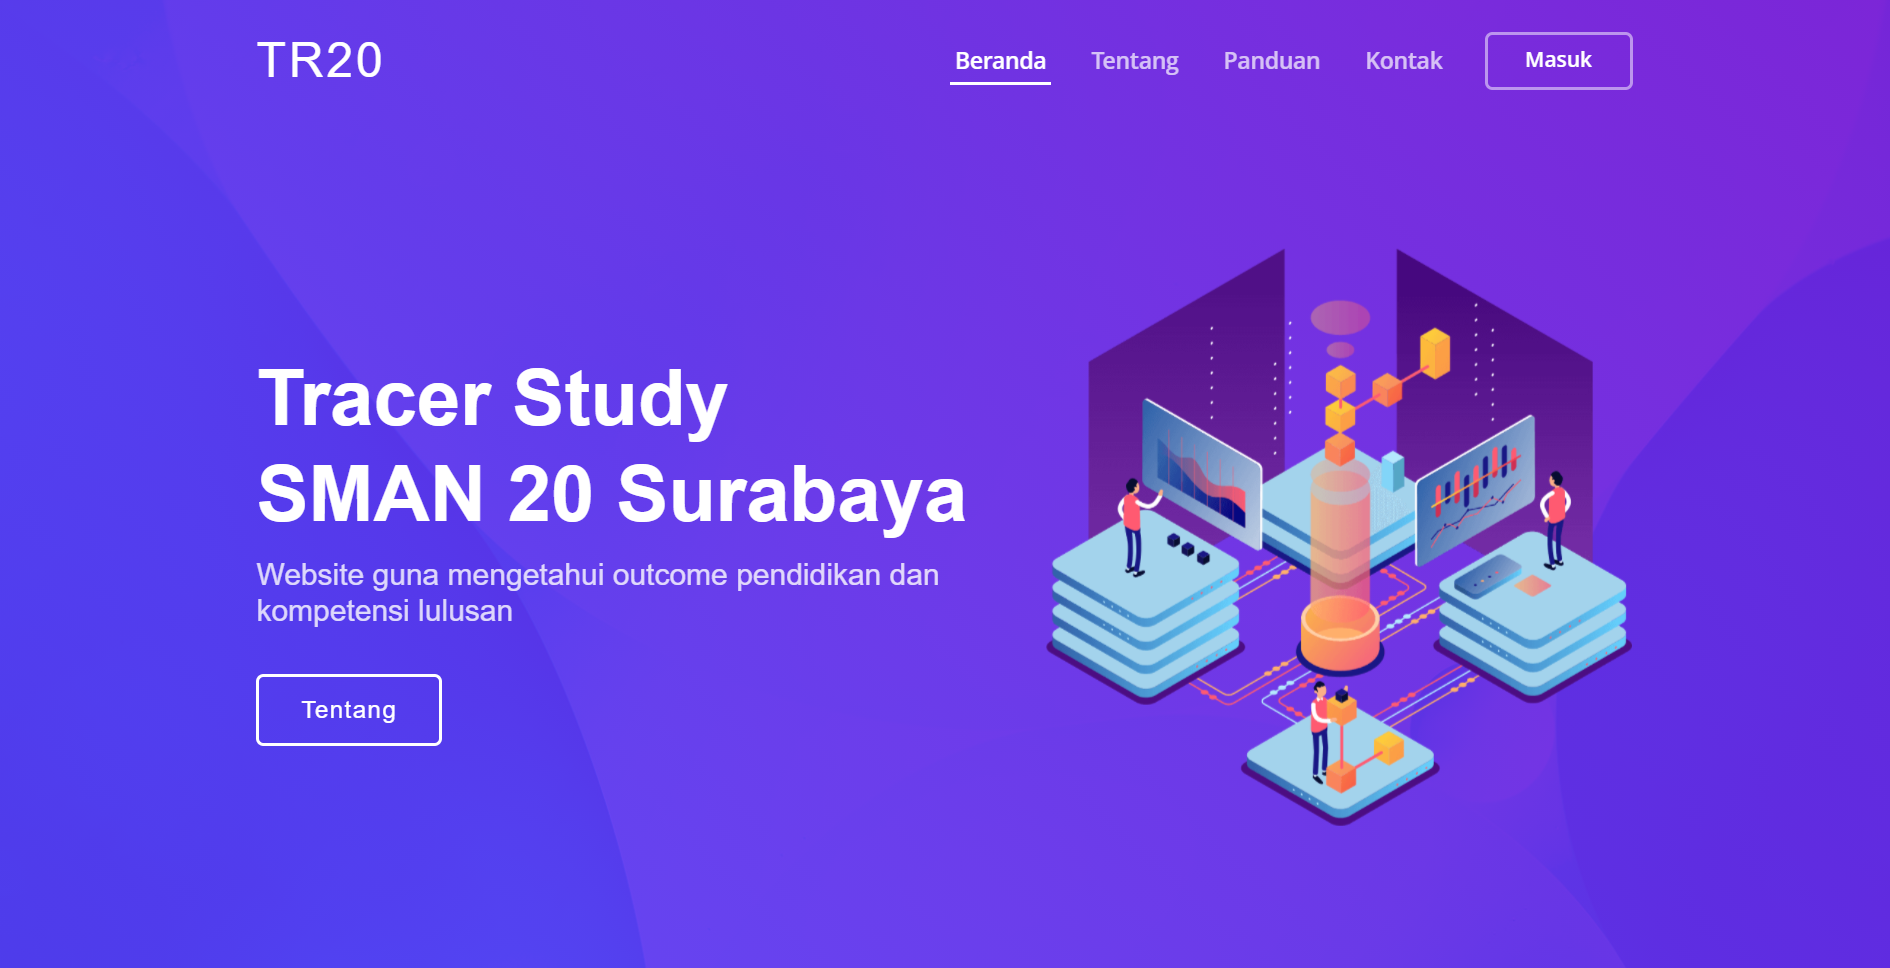 TR20
Beranda
Tentang
Panduan
Kontak
Masuk
Tracer Study
SMAN 20 Surabaya
Website guna mengetahui outcome pendidikan dan
kompetensi lulusan
Tentang